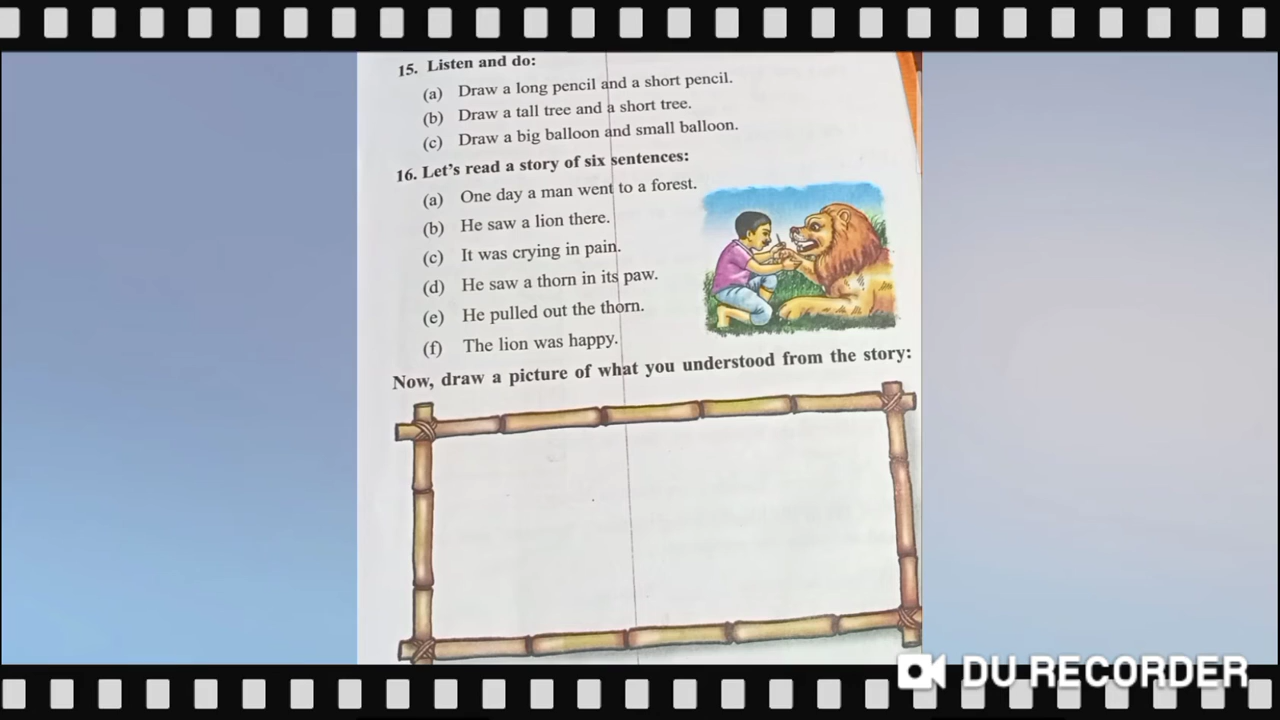 15. Listen and do:
(a) Draw a long pencil and a short pencil.
(b) Draw a tall tree and a short tree.
(c) Draw a big balloon and small balloon.
16. Let's read a story of six sentences:
(a) One day a man went to a forest.
(b) He saw a lion there.
(c) It was crying in pain.
(d) He saw a thorn in its paw.
(e) He pulled out the thorn.
(f) The lion was happy.
Now, draw a picture of what you understood from the story:
DU RECORDER